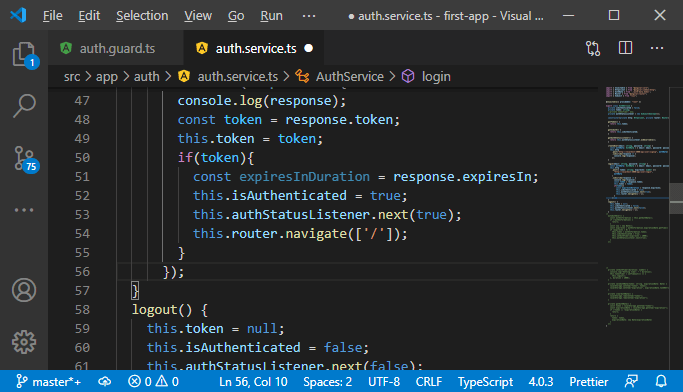 File Edit Selection View Go Run ··· ● auth.service.ts - first-app - Visual ...
auth.guard.ts
auth.service.ts ●
src > app > auth > auth.service.ts > AuthService > login
47 console.log(response);
48 const token = response.token;
49 this.token = token;
50 if(token){
51 const expiresInDuration = response.expiresIn;
52 this.isAuthenticated = true;
53 this.authStatusListener.next(true);
54 this.router.navigate(['/']);
55 }
56 });
57 }
58 logout() {
59 this.token = null;
60 this.isAuthenticated = false;
61 this.authStatusListener.next(false);
1
75
master*+ 0 0 Ln 56, Col 10 Spaces: 2 UTF-8 CRLF TypeScript 4.0.3 Prettier